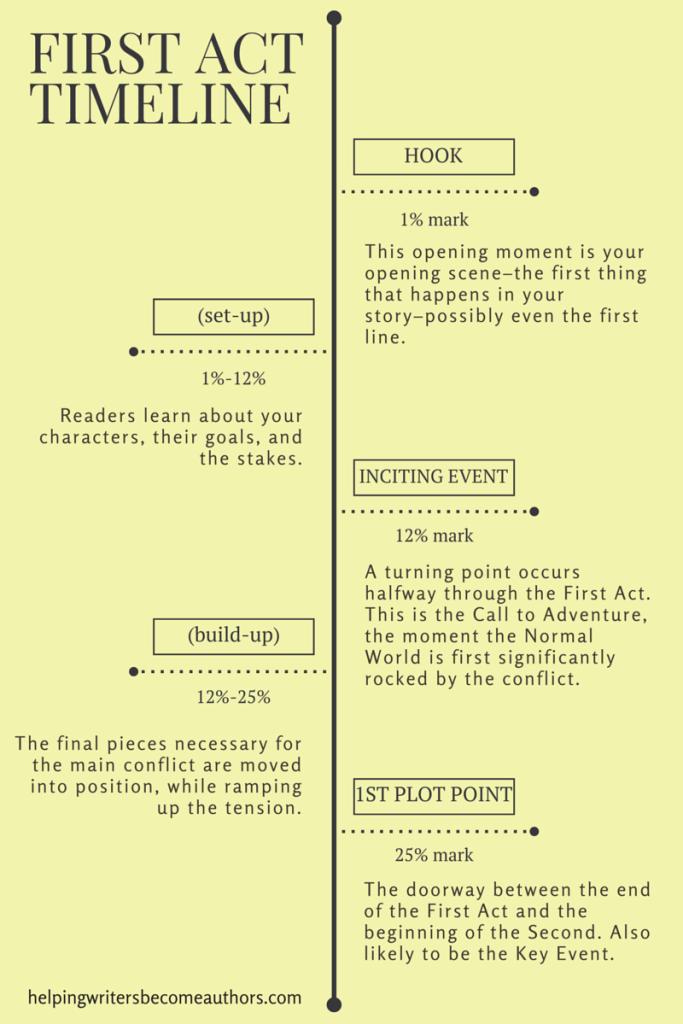 FIRST ACT
TIMELINE
HOOK
1% mark
This opening moment is your
opening scene–the first thing
that happens in your
story–possibly even the first
line.
(set-up)
1%-12%
Readers learn about your
characters, their goals, and
the stakes.
INCITING EVENT
12% mark
A turning point occurs
halfway through the First Act.
This is the Call to Adventure,
the moment the Normal
World is first significantly
rocked by the conflict.
(build-up)
12%-25%
The final pieces necessary for
the main conflict are moved
into position, while ramping
up the tension.
1ST PLOT POINT
25% mark
The doorway between the end
of the First Act and the
beginning of the Second. Also
likely to be the Key Event.
helpingwritersbecomeauthors.com